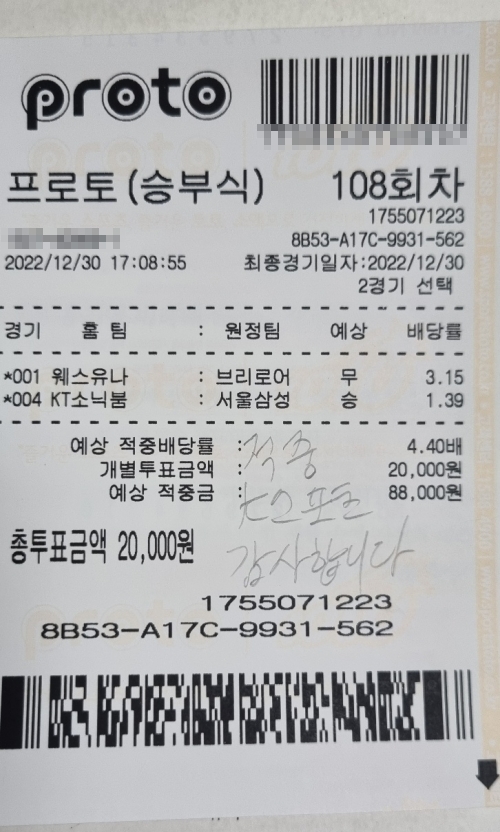 proto
프로토(승부식) 108회차
1755071223
8B53-A17C-9931-562
2022/12/30 17:08:55 최종경기일자:2022/12/30
2경기 선택
경기 홈 팀 : 원정팀 예상 배당률
*001 웨스유나 : 브리로어 무 3.15
*004 KT소닉붐 : 서울삼성 승 1.39
예상 적중배당률 : 4.40배
개별투표금액 : 20,000원
예상 적중금 : 88,000원
적중
감사합니다
총투표금액 20,000원
1755071223
8B53-A17C-9931-562